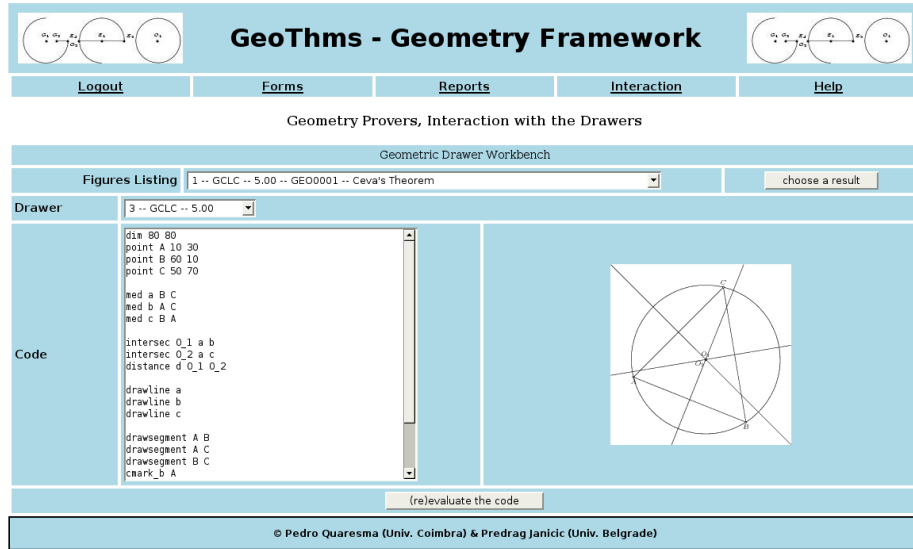 GeoThms - Geometry Framework
Logout Forms Reports Interaction Help
Geometry Provers, Interaction with the Drawers
Geometric Drawer Workbench
Figures Listing 1 -- GCLC -- 5.00 -- GEO0001 -- Ceva's Theorem choose a result
Drawer 3 -- GCLC -- 5.00
Code
dim 80 80
point A 10 30
point B 60 10
point C 50 70
med a B C
med b A C
med c B A
intersec O_1 a b
intersec O_2 a c
distance d O_1 O_2
drawline a
drawline b
drawline c
drawsegment A B
drawsegment A C
drawsegment B C
cmark_b A
C
A
B
(re)evaluate the code
© Pedro Quaresma (Univ. Coimbra) & Predrag Janicic (Univ. Belgrade)